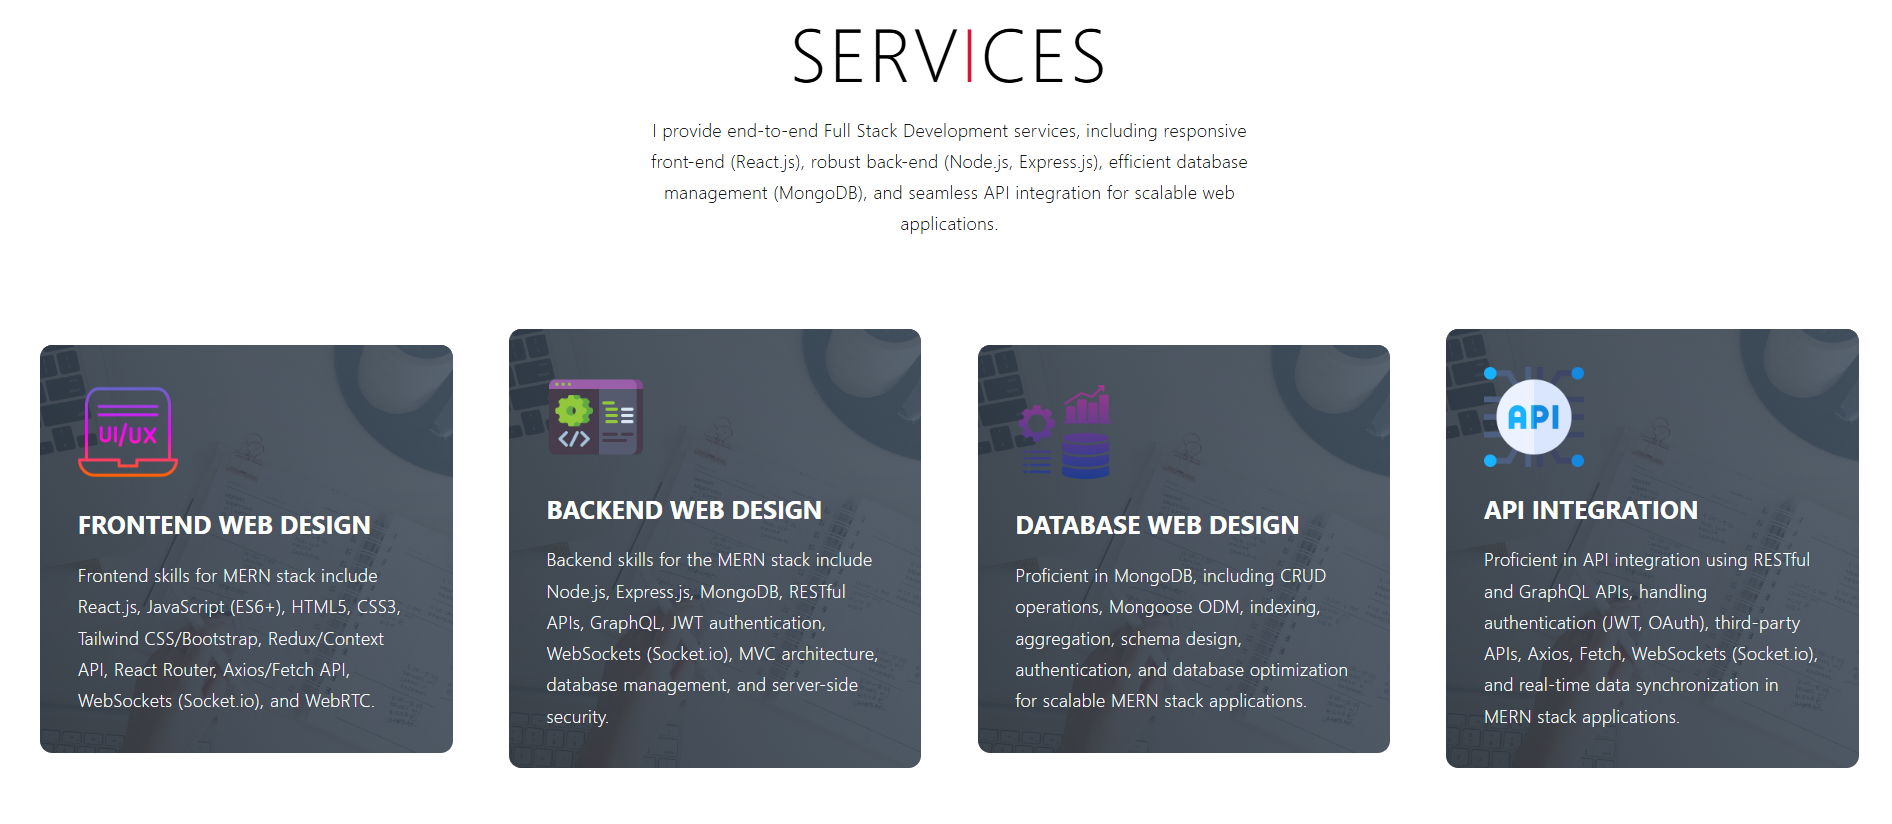 SERVICES
I provide end-to-end Full Stack Development services, including responsive
front-end (React.js), robust back-end (Node.js, Express.js), efficient database
management (MongoDB), and seamless API integration for scalable web
applications.
UI/UX
FRONTEND WEB DESIGN
Frontend skills for MERN stack include
React.js, JavaScript (ES6+), HTML5, CSS3,
Tailwind CSS/Bootstrap, Redux/Context
API, React Router, Axios/Fetch API,
WebSockets (Socket.io), and WebRTC.
</>
BACKEND WEB DESIGN
Backend skills for the MERN stack include
Node.js, Express.js, MongoDB, RESTful
APIs, GraphQL, JWT authentication,
WebSockets (Socket.io), MVC architecture,
database management, and server-side
security.
DATABASE WEB DESIGN
Proficient in MongoDB, including CRUD
operations, Mongoose ODM, indexing,
aggregation, schema design,
authentication, and database optimization
for scalable MERN stack applications.
API
API INTEGRATION
Proficient in API integration using RESTful
and GraphQL APIs, handling
authentication (JWT, OAuth), third-party
APIs, Axios, Fetch, WebSockets (Socket.io),
and real-time data synchronization in
MERN stack applications.